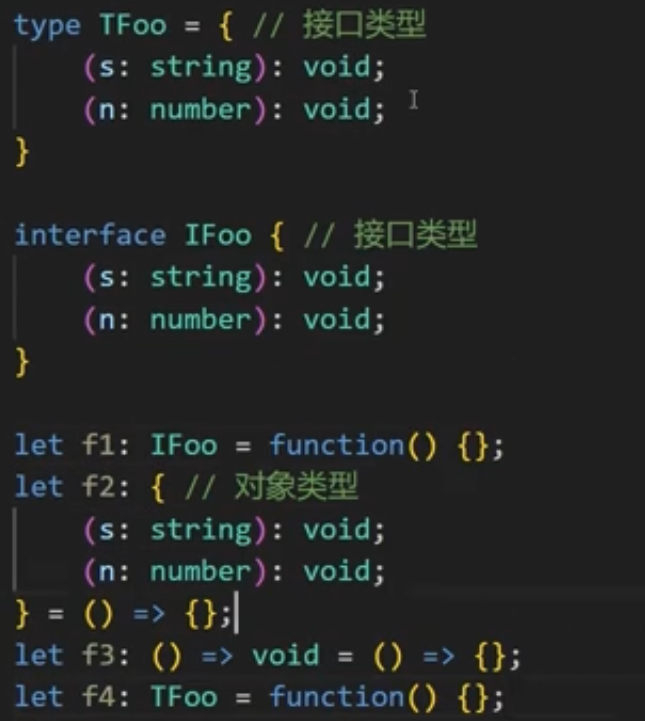 type TFoo = { // 接口类型
    (s: string): void;
    (n: number): void;
}
interface IFoo { // 接口类型
    (s: string): void;
    (n: number): void;
}
let f1: IFoo = function() {};
let f2: { // 对象类型
    (s: string): void;
    (n: number): void;
} = () => {};
let f3: () => void = () => {};
let f4: TFoo = function() {};